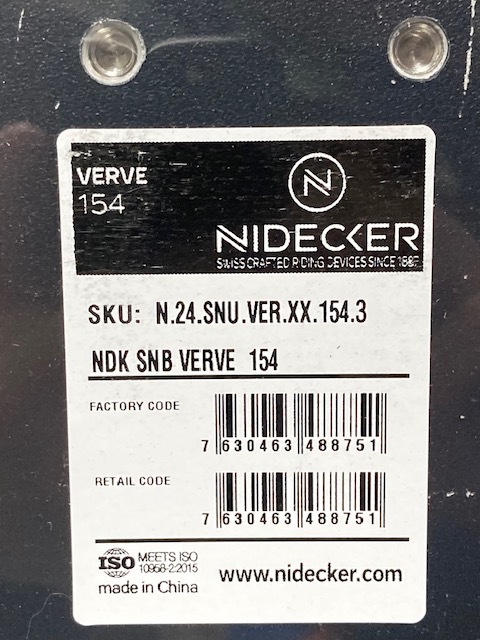 VERVE
154
N
NIDECKER
SWISS CRAFTED RIDING DEVICES SINCE 1887
SKU: N.24.SNU.VER.XX.154.3
NDK SNB VERVE 154
FACTORY CODE
7 630463 488751
RETAIL CODE
7 630463 488751
ISO MEETS ISO
10958-2:2015
made in China
www.nidecker.com